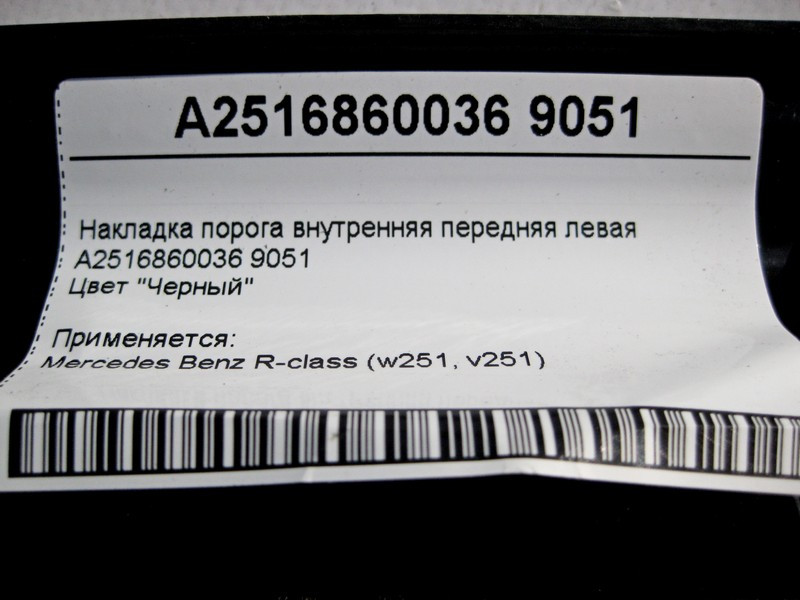 A2516860036 9051
Накладка порога внутренняя передняя левая
A2516860036 9051
Цвет "Черный"
Применяется:
Mercedes Benz R-class (w251, v251)